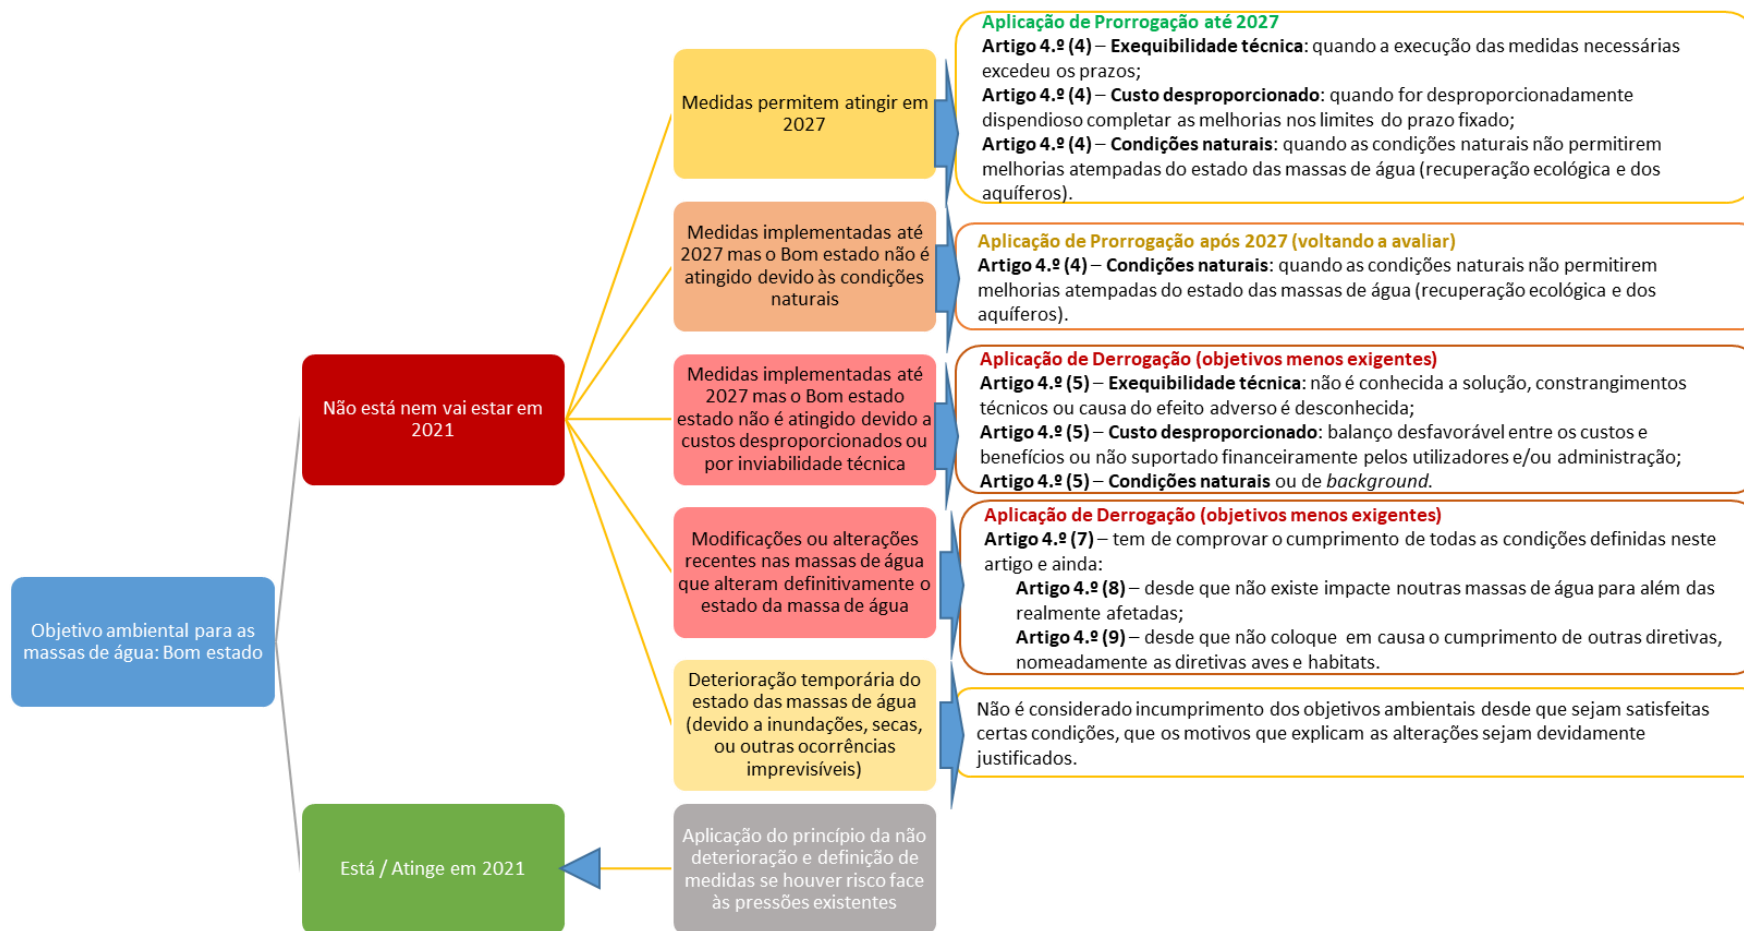 Objetivo ambiental para as
massas de água: Bom estado
Não está nem vai estar em
2021
Medidas permitem atingir em
2027
Aplicação de Prorrogação até 2027
Artigo 4.º (4) – Exequibilidade técnica: quando a execução das medidas necessárias
excedeu os prazos;
Artigo 4.º (4) – Custo desproporcionado: quando for desproporcionadamente
dispendioso completar as melhorias nos limites do prazo fixado;
Artigo 4.º (4) – Condições naturais: quando as condições naturais não permitirem
melhorias atempadas do estado das massas de água (recuperação ecológica e dos
aquíferos).
Medidas implementadas até
2027 mas o Bom estado não é
atingido devido às condições
naturais
Aplicação de Prorrogação após 2027 (voltando a avaliar)
Artigo 4.º (4) – Condições naturais: quando as condições naturais não permitirem
melhorias atempadas do estado das massas de água (recuperação ecológica e dos
aquíferos).
Medidas implementadas até
2027 mas o Bom estado
estado não é atingido devido a
custos desproporcionados ou
por inviabilidade técnica
Aplicação de Derrogação (objetivos menos exigentes)
Artigo 4.º (5) – Exequibilidade técnica: não é conhecida a solução, constrangimentos
técnicos ou causa do efeito adverso é desconhecida;
Artigo 4.º (5) – Custo desproporcionado: balanço desfavorável entre os custos e
benefícios ou não suportado financeiramente pelos utilizadores e/ou administração;
Artigo 4.º (5) – Condições naturais ou de background.
Modificações ou alterações
recentes nas massas de água
que alteram definitivamente o
estado da massa de água
Aplicação de Derrogação (objetivos menos exigentes)
Artigo 4.º (7) – tem de comprovar o cumprimento de todas as condições definidas neste
artigo e ainda:
Artigo 4.º (8) – desde que não existe impacte noutras massas de água para além das
realmente afetadas;
Artigo 4.º (9) – desde que não coloque em causa o cumprimento de outras diretivas,
nomeadamente as diretivas aves e habitats.
Deterioração temporária do
estado das massas de água
(devido a inundações, secas,
ou outras ocorrências
imprevisíveis)
Não é considerado incumprimento dos objetivos ambientais desde que sejam satisfeitas
certas condições, que os motivos que explicam as alterações sejam devidamente
justificados.
Está / Atinge em 2021
Aplicação do princípio da não
deterioração e definição de
medidas se houver risco face
às pressões existentes